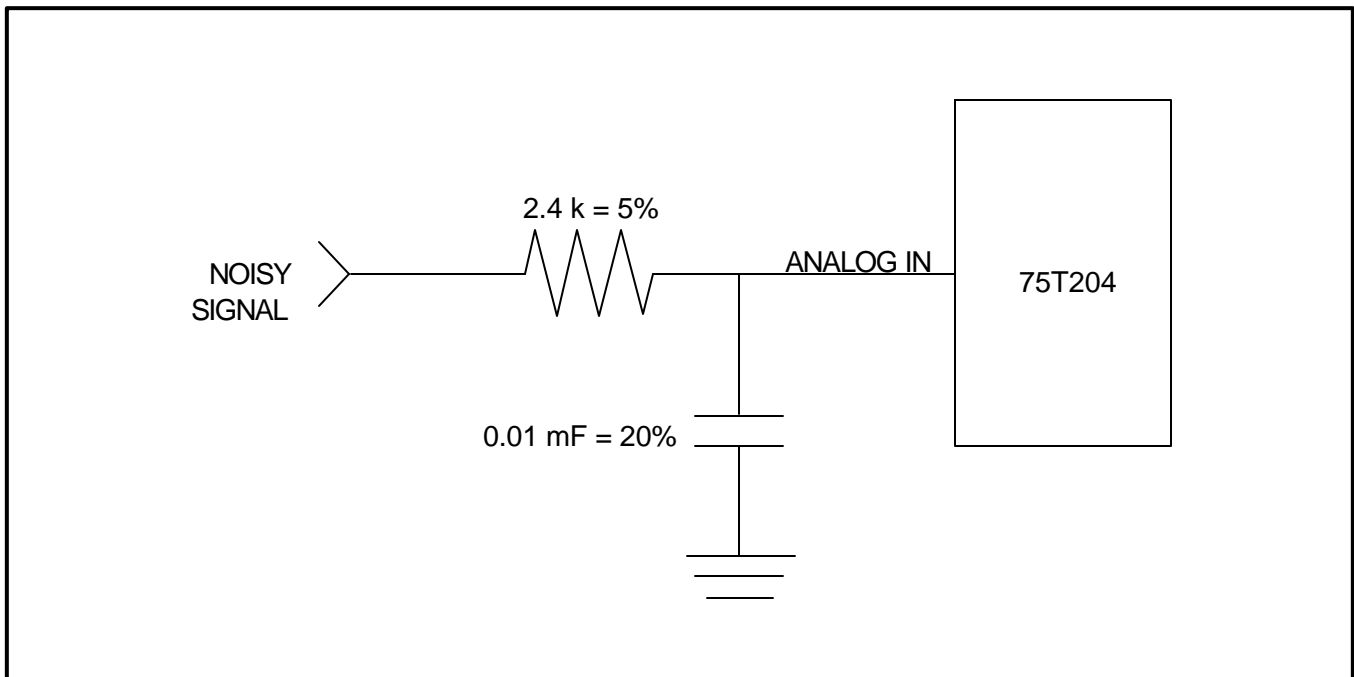 2.4 k = 5%
NOISY
SIGNAL
ANALOG IN
75T204
0.01 mF = 20%